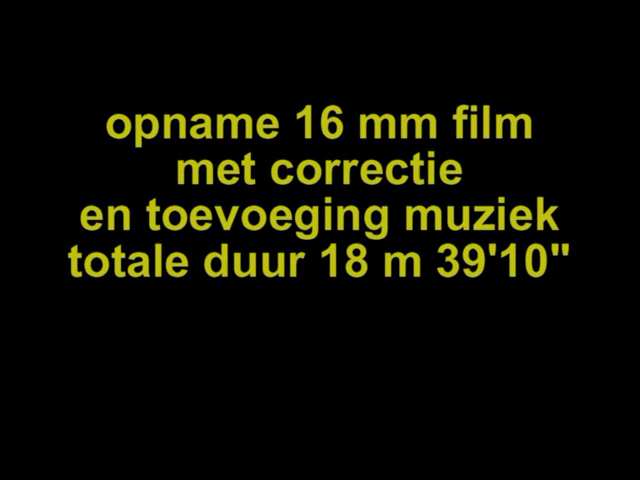 opname 16 mm film
met correctie
en toevoeging muziek
totale duur 18 m 39'10"